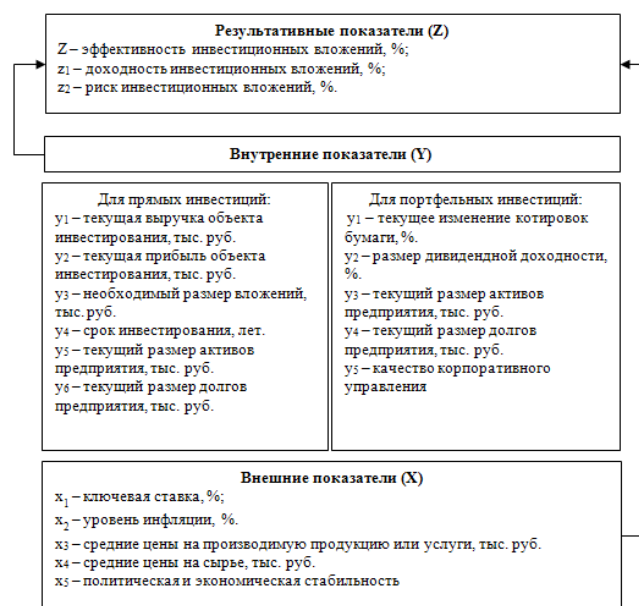 Результативные показатели (Z)
Z – эффективность инвестиционных вложений, %;
z1 – доходность инвестиционных вложений, %;
z2 – риск инвестиционных вложений, %.
Внутренние показатели (Y)
Для прямых инвестиций:
y1 – текущая выручка объекта
инвестирования, тыс. руб.
y2 – текущая прибыль объекта
инвестирования, тыс. руб.
y3 – необходимый размер вложений,
тыс. руб.
y4 – срок инвестирования, лет.
y5 – текущий размер активов
предприятия, тыс. руб.
y6 – текущий размер долгов
предприятия, тыс. руб.
Для портфельных инвестиций:
y1 – текущее изменение котировок
бумаги, %.
y2 – размер дивидендной доходности,
%.
y3 – текущий размер активов
предприятия, тыс. руб.
y4 – текущий размер долгов
предприятия, тыс. руб.
y5 – качество корпоративного
управления
Внешние показатели (X)
x1 – ключевая ставка, %;
x2 – уровень инфляции, %.
x3 – средние цены на производимую продукцию или услуги, тыс. руб.
x4 – средние цены на сырье, тыс. руб.
x5 – политическая и экономическая стабильность